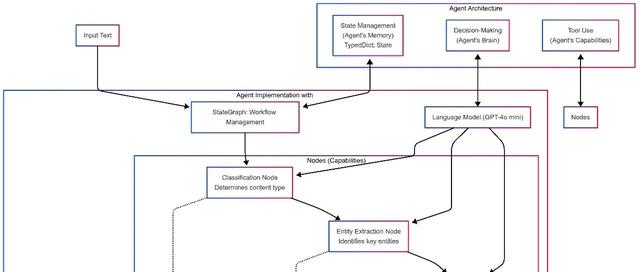 Agent Architecture
Input Text
State Management
(Agent's Memory)
TypedDict; State
Decision-Making
(Agent's Brain)
Tool Use
(Agent's Capabilities)
Agent Implementation with
StateGraph: Workflow
Management
Language Model (GPT-4o mini)
Nodes
Nodes (Capabilities)
Classification Node
Determines content type
Entity Extraction Node
Identifies key entities